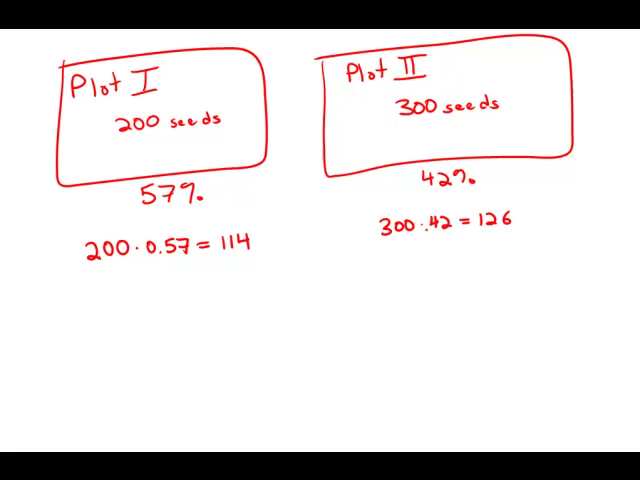 Plot I
200 seeds
57%
200 · 0.57 = 114
Plot II
300 seeds
42%
300 · .42 = 126